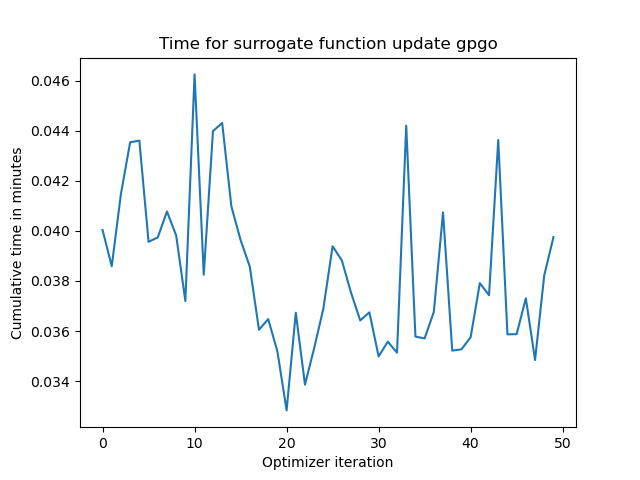 Time for surrogate function update gpgo
0.046
0.044
0.042
0.040
0.038
0.036
0.034
Cumulative time in minutes
0 10 20 30 40 50
Optimizer iteration